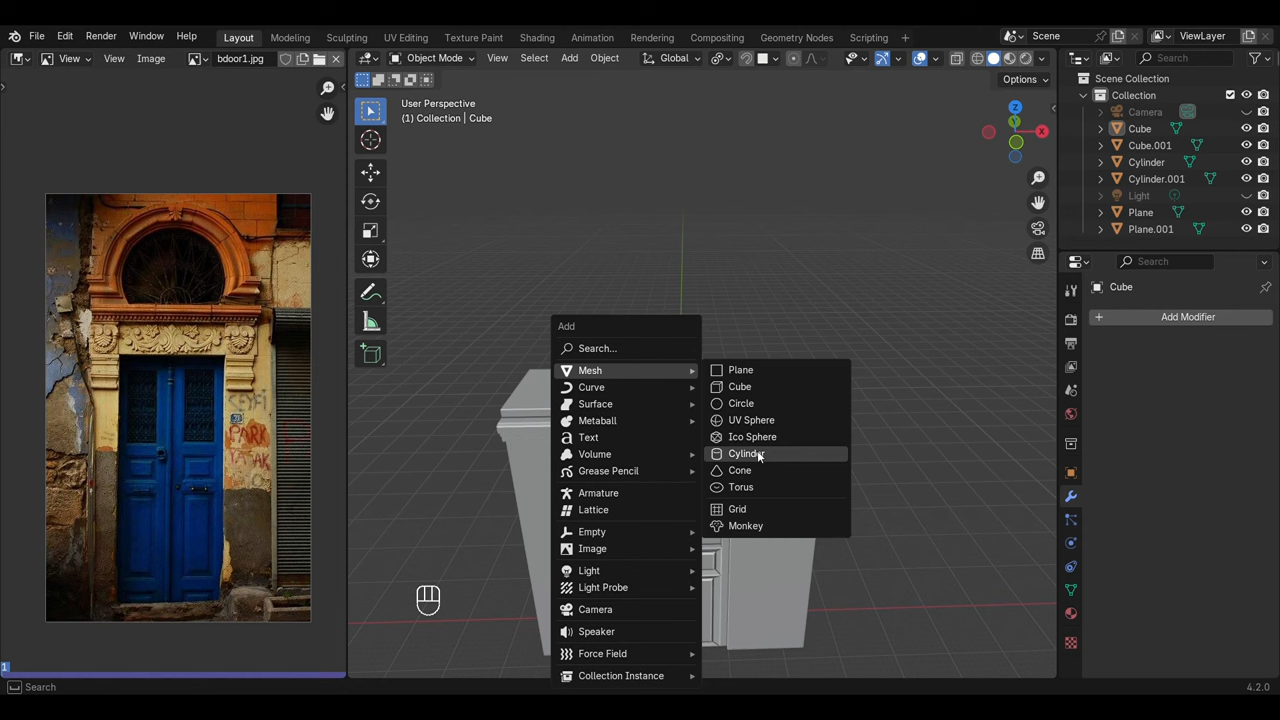 File Edit Render Window Help Layout Modeling Sculpting UV Editing Texture Paint Shading Animation Rendering Compositing Geometry Nodes Scripting + Scene ViewLayer
View View Image bdoor1.jpg
Object Mode View Select Add Object Global
Search
Options
User Perspective
(1) Collection | Cube
Z
Y
X
Scene Collection
Collection
Camera
Cube
Cube.001
Cylinder
Cylinder.001
Light
Plane
Plane.001
Search
Cube
+ Add Modifier
Add
Search...
Mesh
Curve
Surface
Metaball
Text
Volume
Grease Pencil
Armature
Lattice
Empty
Image
Light
Light Probe
Camera
Speaker
Force Field
Collection Instance
Plane
Cube
Circle
UV Sphere
Ico Sphere
Cylinder
Cone
Torus
Grid
Monkey
1
Search
4.2.0